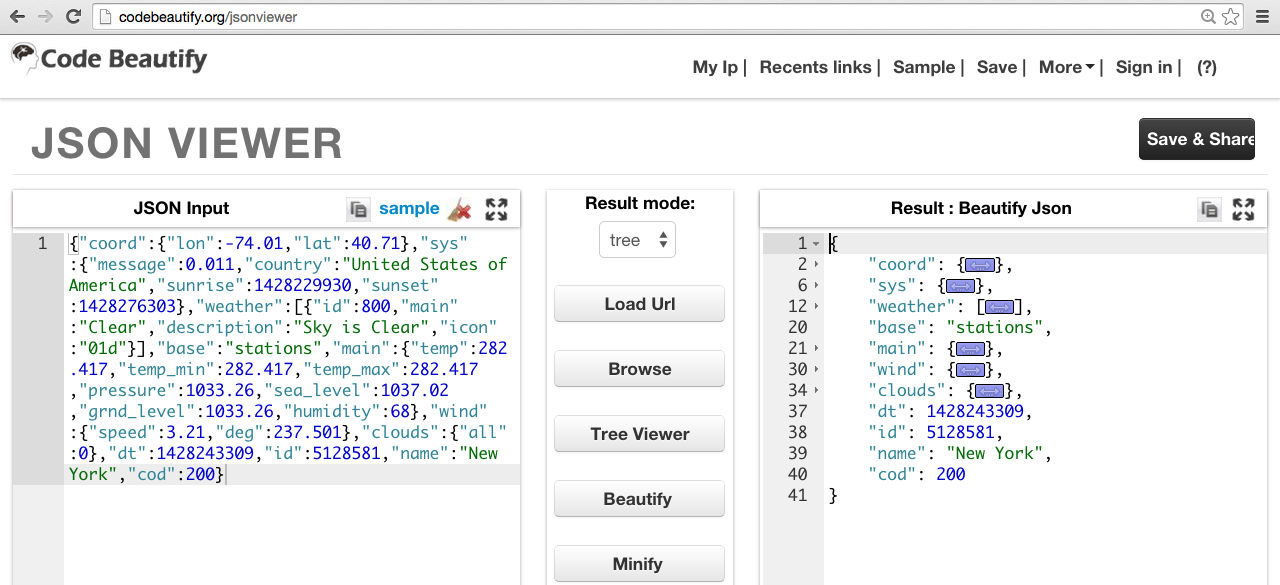 codebeautify.org/jsonviewer
Code Beautify
My Ip | Recents links | Sample | Save | More | Sign in | (?)
JSON VIEWER
Save & Share
JSON Input
sample
1 {"coord":{"lon":-74.01,"lat":40.71},"sys"
:{"message":0.011,"country":"United States of
America","sunrise":1428229930,"sunset"
:1428276303},"weather":[{"id":800,"main"
:"Clear","description":"Sky is Clear","icon"
:"01d"}],"base":"stations","main":{"temp":282
.417,"temp_min":282.417,"temp_max":282.417
,"pressure":1033.26,"sea_level":1037.02
,"grnd_level":1033.26,"humidity":68},"wind"
:{"speed":3.21,"deg":237.501},"clouds":{"all"
:0},"dt":1428243309,"id":5128581,"name":"New
York","cod":200}
Result mode:
tree
Load Url
Browse
Tree Viewer
Beautify
Minify
Result : Beautify Json
1 {
2 "coord": {},
6 "sys": {},
12 "weather": [],
20 "base": "stations",
21 "main": {},
30 "wind": {},
34 "clouds": {},
37 "dt": 1428243309,
38 "id": 5128581,
39 "name": "New York",
40 "cod": 200
41 }